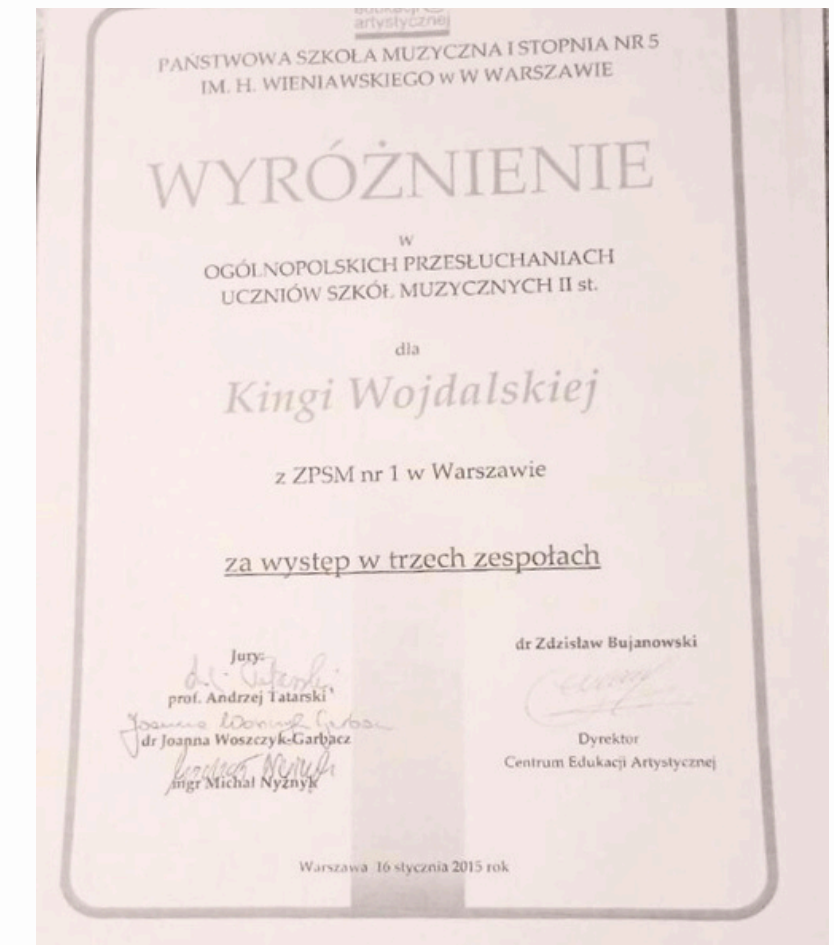 edukacji
artystycznej
PAŃSTWOWA SZKOŁA MUZYCZNA I STOPNIA NR 5
IM. H. WIENIAWSKIEGO w W WARSZAWIE
WYRÓŻNIENIE
w
OGÓLNOPOLSKICH PRZESŁUCHANIACH
UCZNIÓW SZKÓŁ MUZYCZNYCH II st.
dla
Kingi Wojdalskiej
z ZPSM nr 1 w Warszawie
za występ w trzech zespołach
Jury:
prof. Andrzej Tatarski
dr Joanna Woszczyk-Garbacz
mgr Michał Nyżnyk
dr Zdzisław Bujanowski
Dyrektor
Centrum Edukacji Artystycznej
Warszawa 16 stycznia 2015 rok